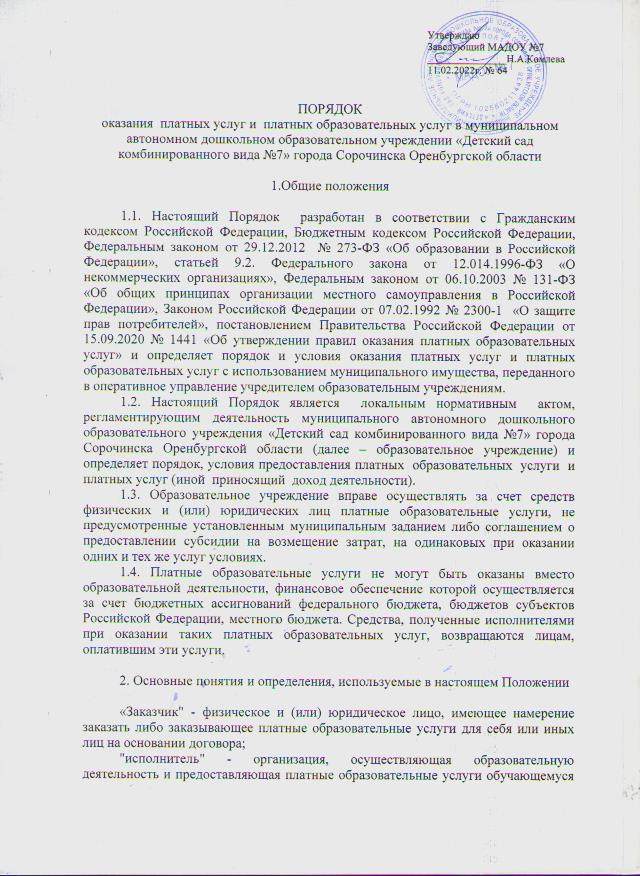 Утверждаю
Заведующий МАДОУ №7
Н.А.Комлева
11.02.2022г. № 64
ПОРЯДОК
оказания платных услуг и платных образовательных услуг в муниципальном
автономном дошкольном образовательном учреждении «Детский сад
комбинированного вида №7» города Сорочинска Оренбургской области
1.Общие положения
1.1. Настоящий Порядок разработан в соответствии с Гражданским
кодексом Российской Федерации, Бюджетным кодексом Российской Федерации,
Федеральным законом от 29.12.2012 № 273-ФЗ «Об образовании в Российской
Федерации», статьей 9.2. Федерального закона от 12.014.1996-ФЗ «О
некоммерческих организациях», Федеральным законом от 06.10.2003 № 131-ФЗ
«Об общих принципах организации местного самоуправления в Российской
Федерации», Законом Российской Федерации от 07.02.1992 № 2300-1 «О защите
прав потребителей», постановлением Правительства Российской Федерации от
15.09.2020 № 1441 «Об утверждении правил оказания платных образовательных
услуг» и определяет порядок и условия оказания платных услуг и платных
образовательных услуг с использованием муниципального имущества, переданного
в оперативное управление учредителем образовательным учреждениям.
1.2. Настоящий Порядок является локальным нормативным актом,
регламентирующим деятельность муниципального автономного дошкольного
образовательного учреждения «Детский сад комбинированного вида №7» города
Сорочинска Оренбургской области (далее – образовательное учреждение) и
определяет порядок, условия предоставления платных образовательных услуги и
платных услуг (иной приносящий доход деятельности).
1.3. Образовательное учреждение вправе осуществлять за счет средств
физических и (или) юридических лиц платные образовательные услуги, не
предусмотренные установленным муниципальным заданием либо соглашением о
предоставлении субсидии на возмещение затрат, на одинаковых при оказании
одних и тех же услуг условиях.
1.4. Платные образовательные услуги не могут быть оказаны вместо
образовательной деятельности, финансовое обеспечение которой осуществляется
за счет бюджетных ассигнований федерального бюджета, бюджетов субъектов
Российской Федерации, местного бюджета. Средства, полученные исполнителями
при оказании таких платных образовательных услуг, возвращаются лицам,
оплатившим эти услуги,
2. Основные понятия и определения, используемые в настоящем Положении
«Заказчик" - физическое и (или) юридическое лицо, имеющее намерение
заказать либо заказывающее платные образовательные услуги для себя или иных
лиц на основании договора;
"исполнитель" - организация, осуществляющая образовательную
деятельность и предоставляющая платные образовательные услуги обучающемуся